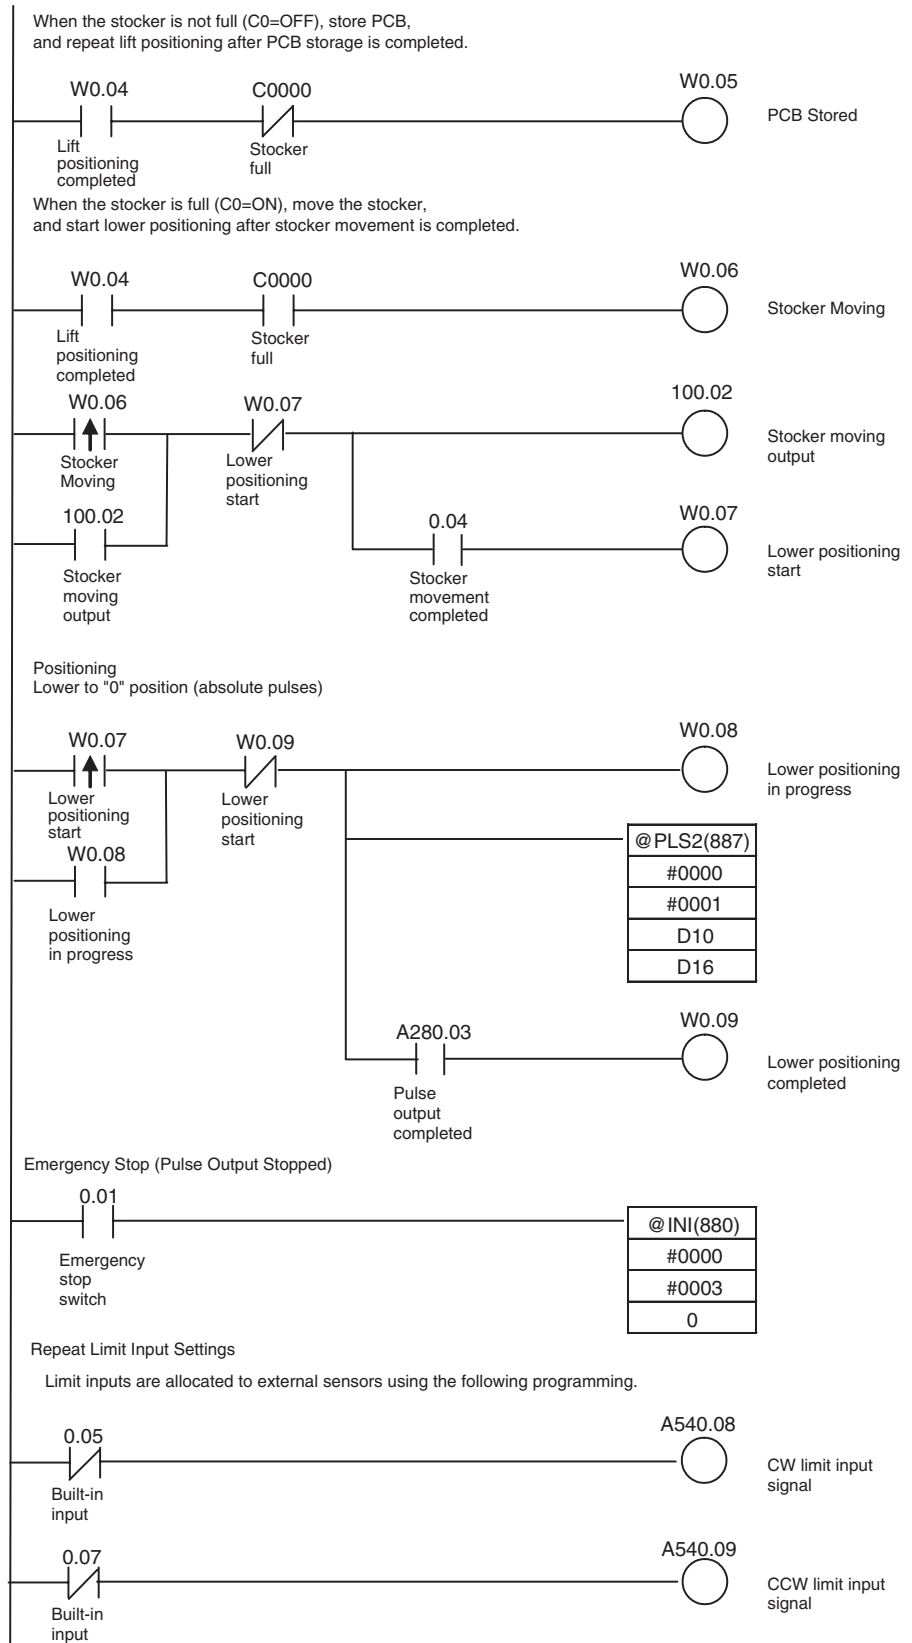 When the stocker is not full (C0=OFF), store PCB,
and repeat lift positioning after PCB storage is completed.
W0.04
C0000
W0.05
Lift
positioning
completed
Stocker
full
PCB Stored
When the stocker is full (C0=ON), move the stocker,
and start lower positioning after stocker movement is completed.
W0.04
C0000
W0.06
Lift
positioning
completed
Stocker
full
Stocker Moving
W0.06
W0.07
100.02
Stocker
Moving
Lower
positioning
start
Stocker moving
output
100.02
0.04
W0.07
Stocker
moving
output
Stocker
movement
completed
Lower positioning
start
Positioning
Lower to "0" position (absolute pulses)
W0.07
W0.09
W0.08
Lower
positioning
start
Lower
positioning
start
Lower positioning
in progress
W0.08
Lower
positioning
in progress
@PLS2(887)
#0000
#0001
D10
D16
A280.03
W0.09
Pulse
output
completed
Lower positioning
completed
Emergency Stop (Pulse Output Stopped)
0.01
Emergency
stop
switch
@INI(880)
#0000
#0003
0
Repeat Limit Input Settings
Limit inputs are allocated to external sensors using the following programming.
0.05
A540.08
Built-in
input
CW limit input
signal
0.07
A540.09
Built-in
input
CCW limit input
signal